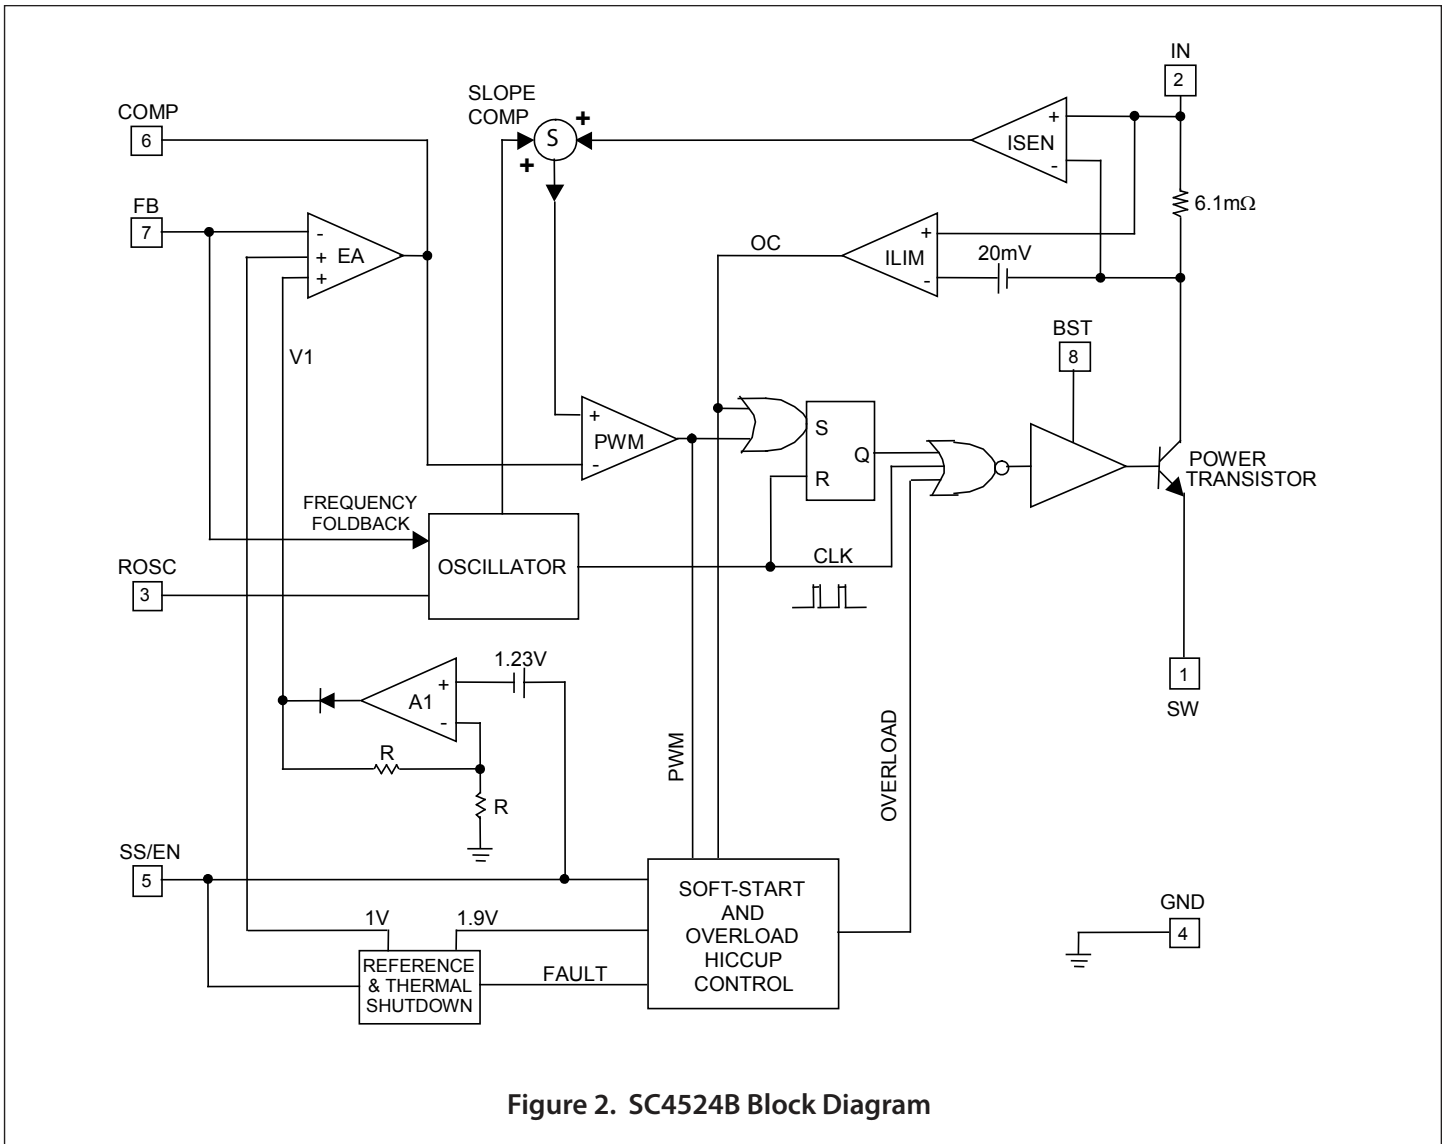 IN
2
SLOPE
COMP
+
S
+
COMP
6
+
ISEN
-
6.1mΩ
FB
7
-
EA
+
+
OC
+
ILIM
20mV
-
V1
BST
8
+
PWM
-
S
Q
R
POWER
TRANSISTOR
FREQUENCY
FOLDBACK
OSCILLATOR
CLK
ROSC
3
1.23V
+
A1
-
R
R
1
SW
PWM
OVERLOAD
SS/EN
5
1V
1.9V
REFERENCE
& THERMAL
SHUTDOWN
FAULT
SOFT-START
AND
OVERLOAD
HICCUP
CONTROL
GND
4
Figure 2. SC4524B Block Diagram